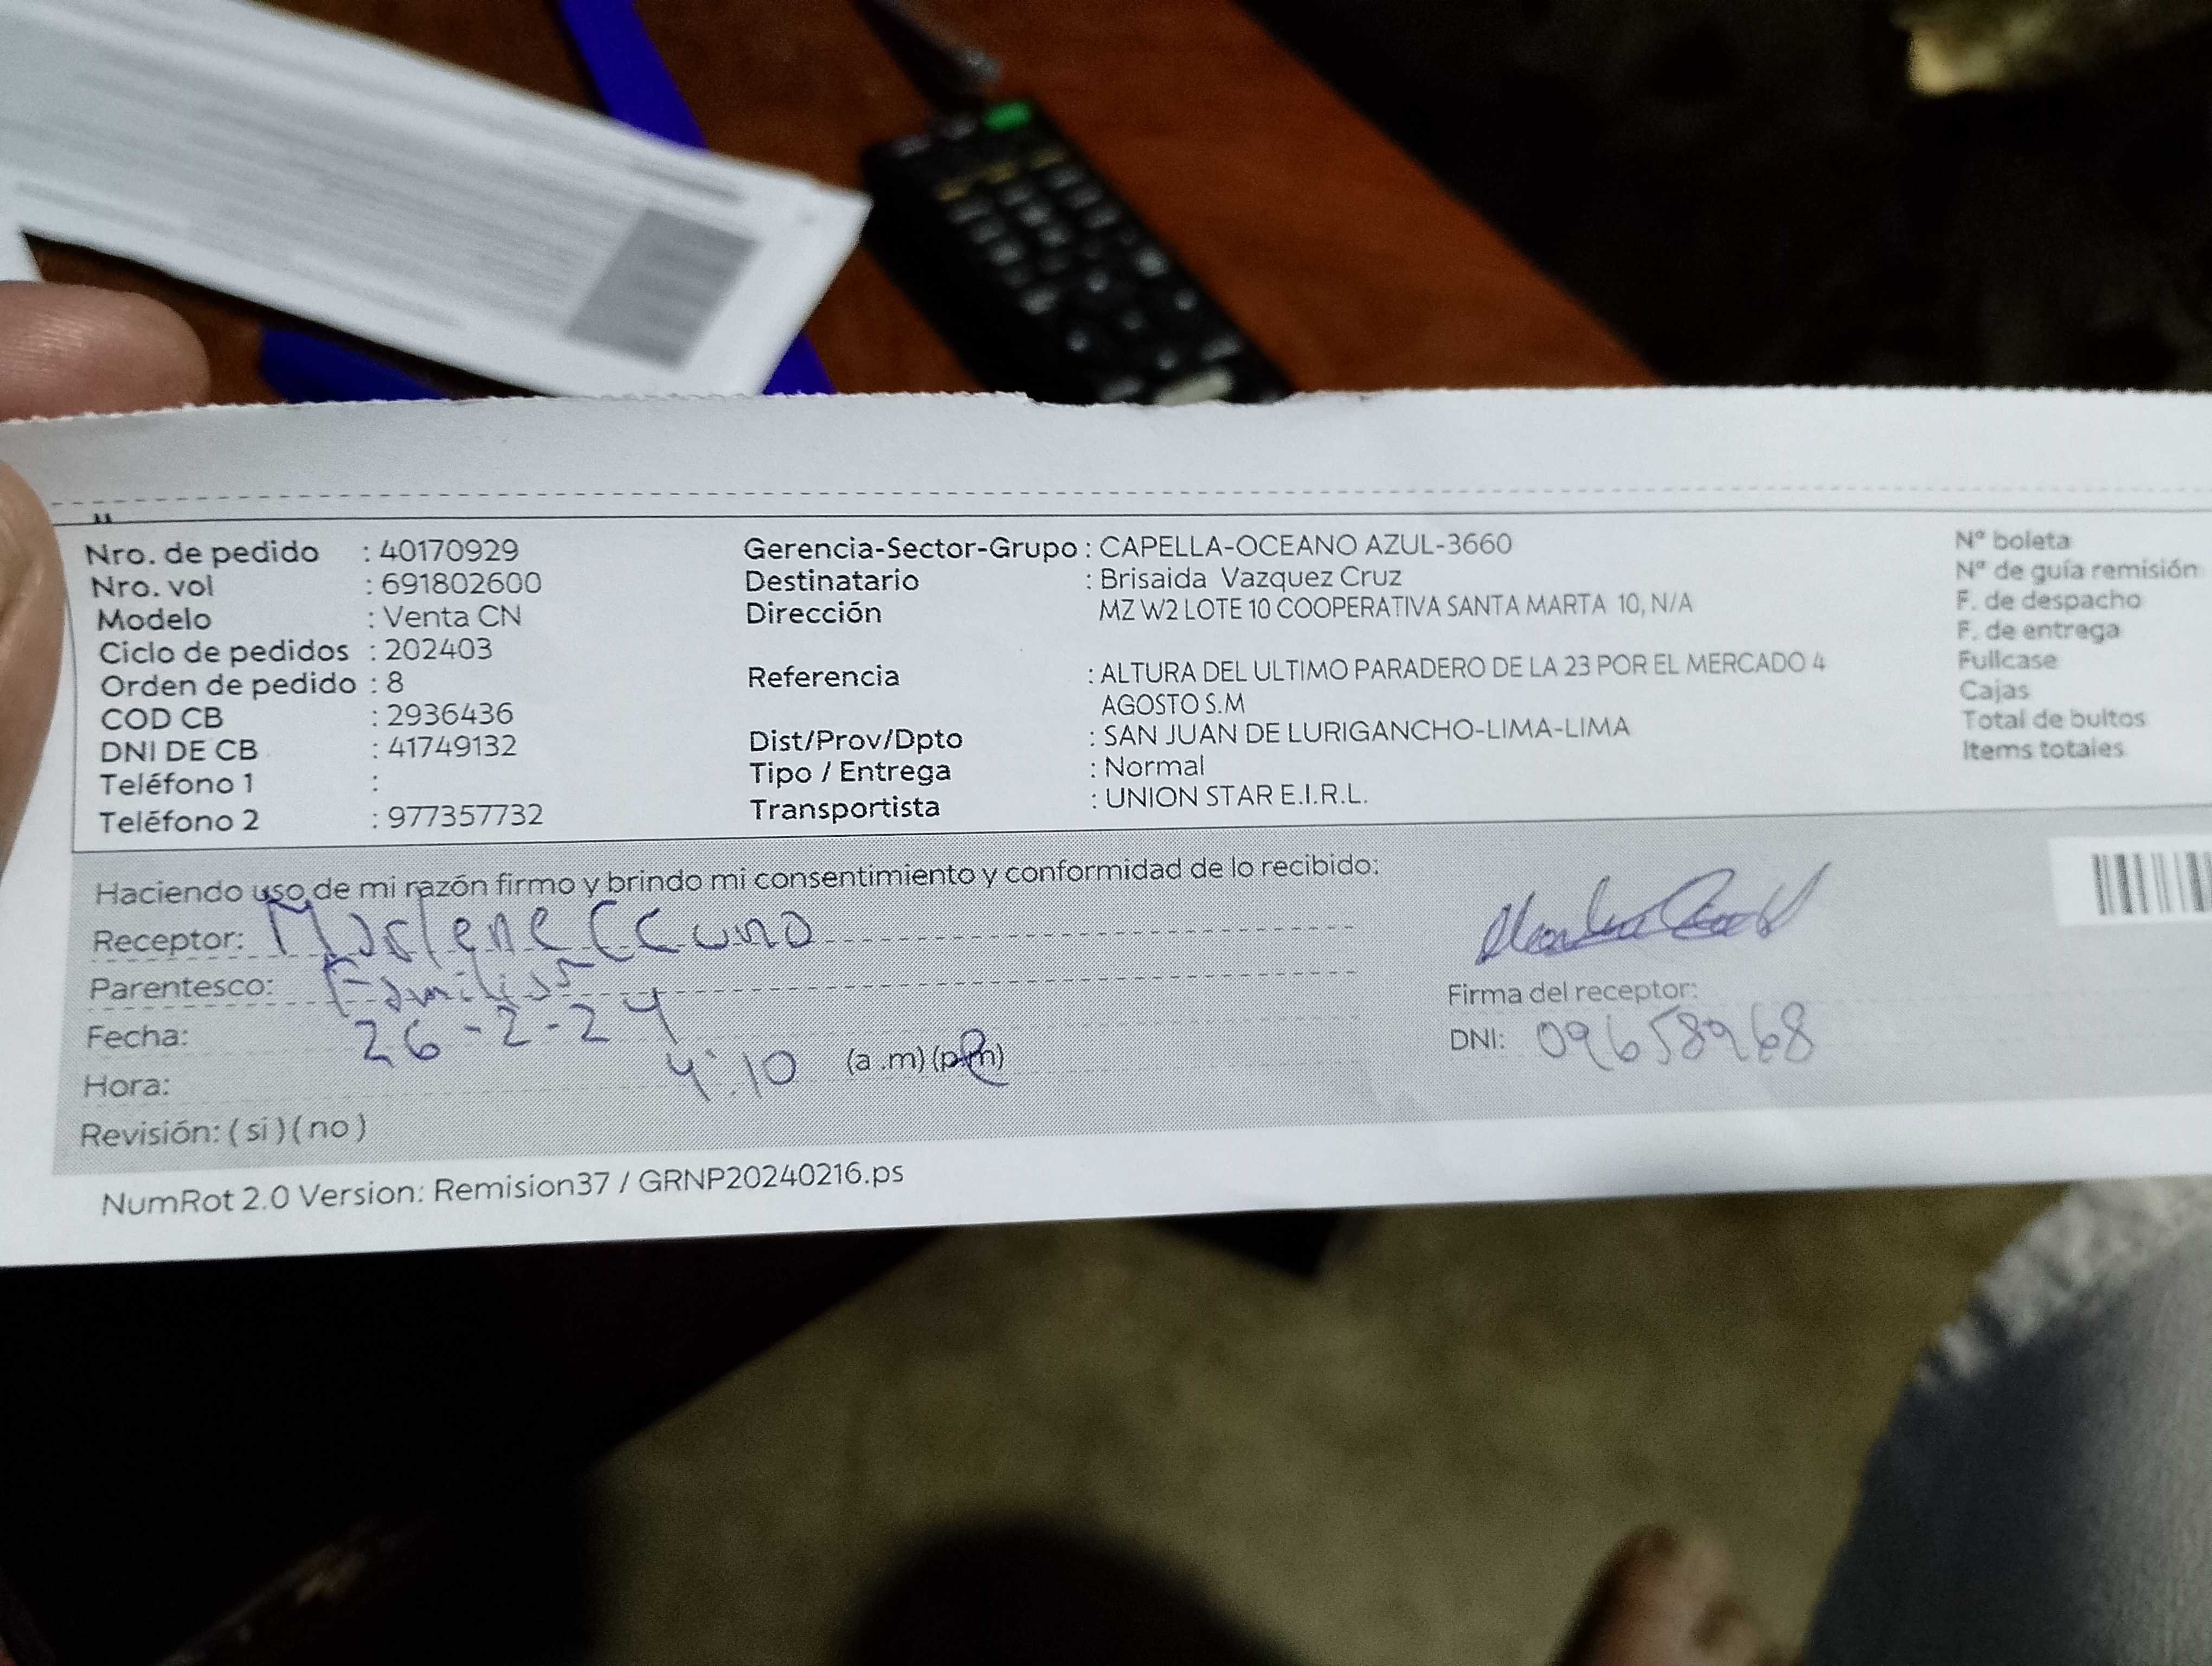 Nro. de pedido : 40170929
Nro. vol : 691802600
Modelo : Venta CN
Ciclo de pedidos : 202403
Orden de pedido : 8
COD CB : 2936436
DNI DE CB : 41749132
Teléfono 1 :
Teléfono 2 : 977357732
Gerencia-Sector-Grupo : CAPELLA-OCEANO AZUL-3660
Destinatario : Brisaida Vazquez Cruz
Dirección MZ W2 LOTE 10 COOPERATIVA SANTA MARTA 10, N/A
Referencia : ALTURA DEL ULTIMO PARADERO DE LA 23 POR EL MERCADO 4
AGOSTO S.M
Dist/Prov/Dpto : SAN JUAN DE LURIGANCHO-LIMA-LIMA
Tipo / Entrega : Normal
Transportista : UNION STAR E.I.R.L.
Nº boleta
Nª de guía remisión
F. de despacho
F. de entrega
Fullcase
Cajas
Total de bultos
Items totales
Haciendo uso de mi razón firmo y brindo mi consentimiento y conformidad de lo recibido:
Receptor: Marlene Ccuno
Parentesco: Familiar
Fecha: 26-2-24
Hora: 4:10 (a .m) (p.m)
Revisión: ( si ) ( no )
Firma del receptor:
DNI: 09658968
NumRot 2.0 Version: Remision37 / GRNP20240216.ps